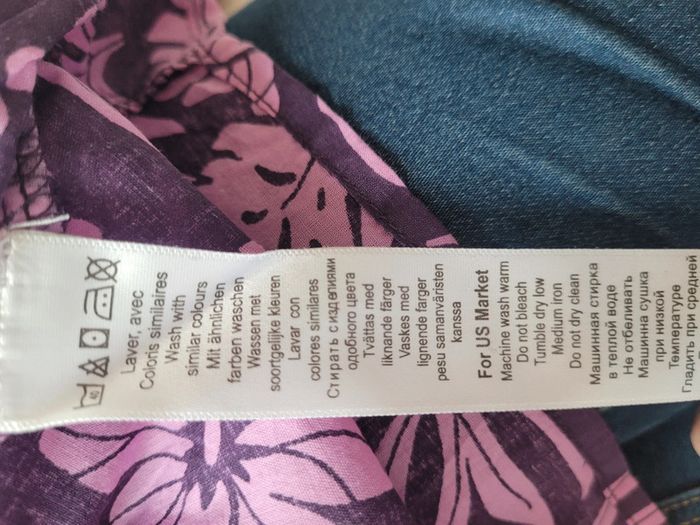 40
Laver, avec
Coloris similaires
Wash with
similar colours
Mit ähnlichen
farben waschen
Wassen met
soortgelijke kleuren
Lavar con
colores similares
Стирать с изделиями
одобного цвета
Tvättas med
liknande färger
Vaskes med
lignende farger
pesu samanväristen
kanssa
For US Market
Machine wash warm
Do not bleach
Tumble dry low
Medium iron
Do not dry clean
Машинная стирка
в теплой воде
Не отбеливать
Машинна сушка
при низкой
Температуре
Гладить при средней